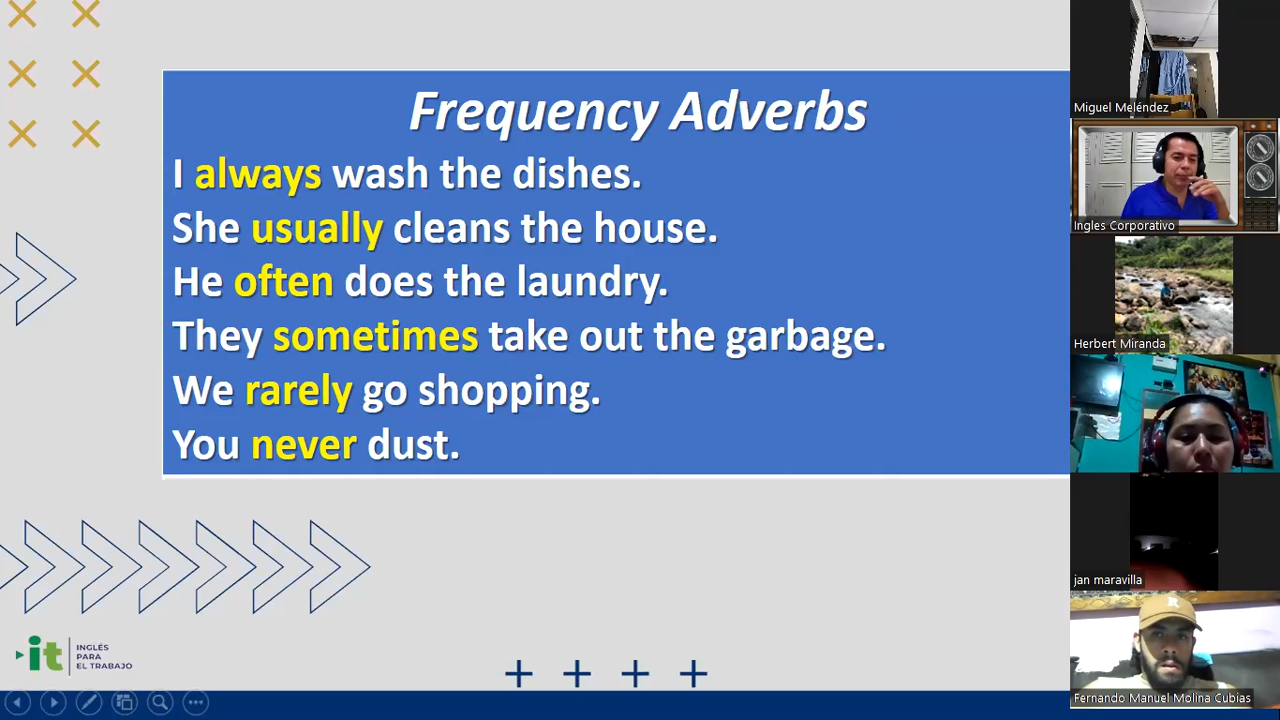 Frequency Adverbs
I always wash the dishes.
She usually cleans the house.
He often does the laundry.
They sometimes take out the garbage.
We rarely go shopping.
You never dust.
it
INGLÉS
PARA
EL TRABAJO
Miguel Meléndez
Ingles Corporativo
Herbert Miranda
jan maravilla
Fernando Manuel Molina Cubias